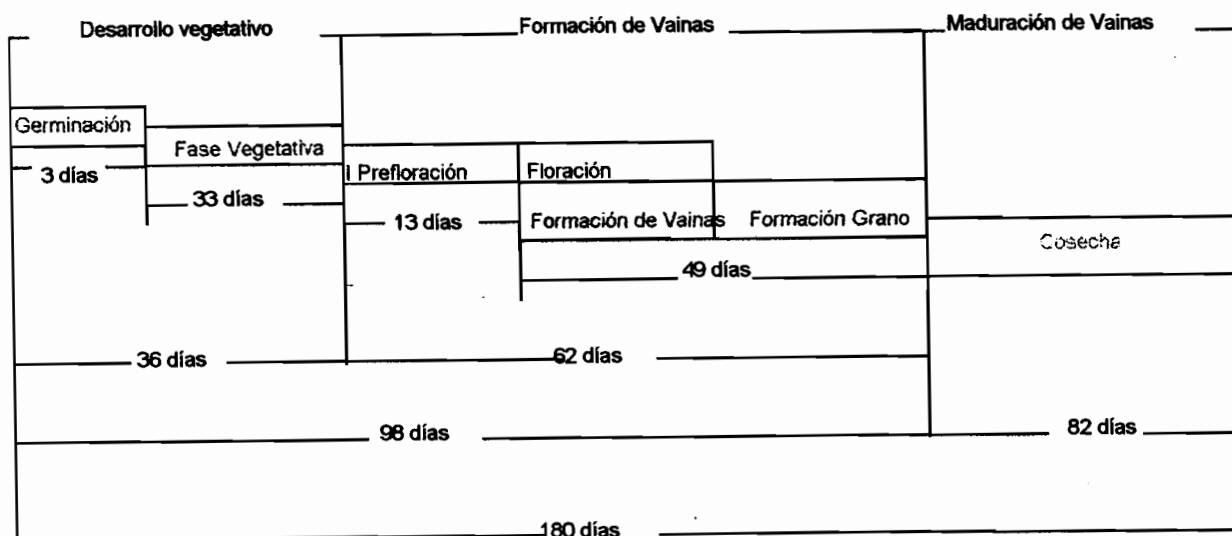 Desarrollo vegetativo Formación de Vainas Maduración de Vainas
Germinación
Fase Vegetativa
3 días
Prefloración Floración
33 días
13 días Formación de Vainas Formación Grano
Cosecha
49 días
36 días 62 días
98 días 82 días
180 días